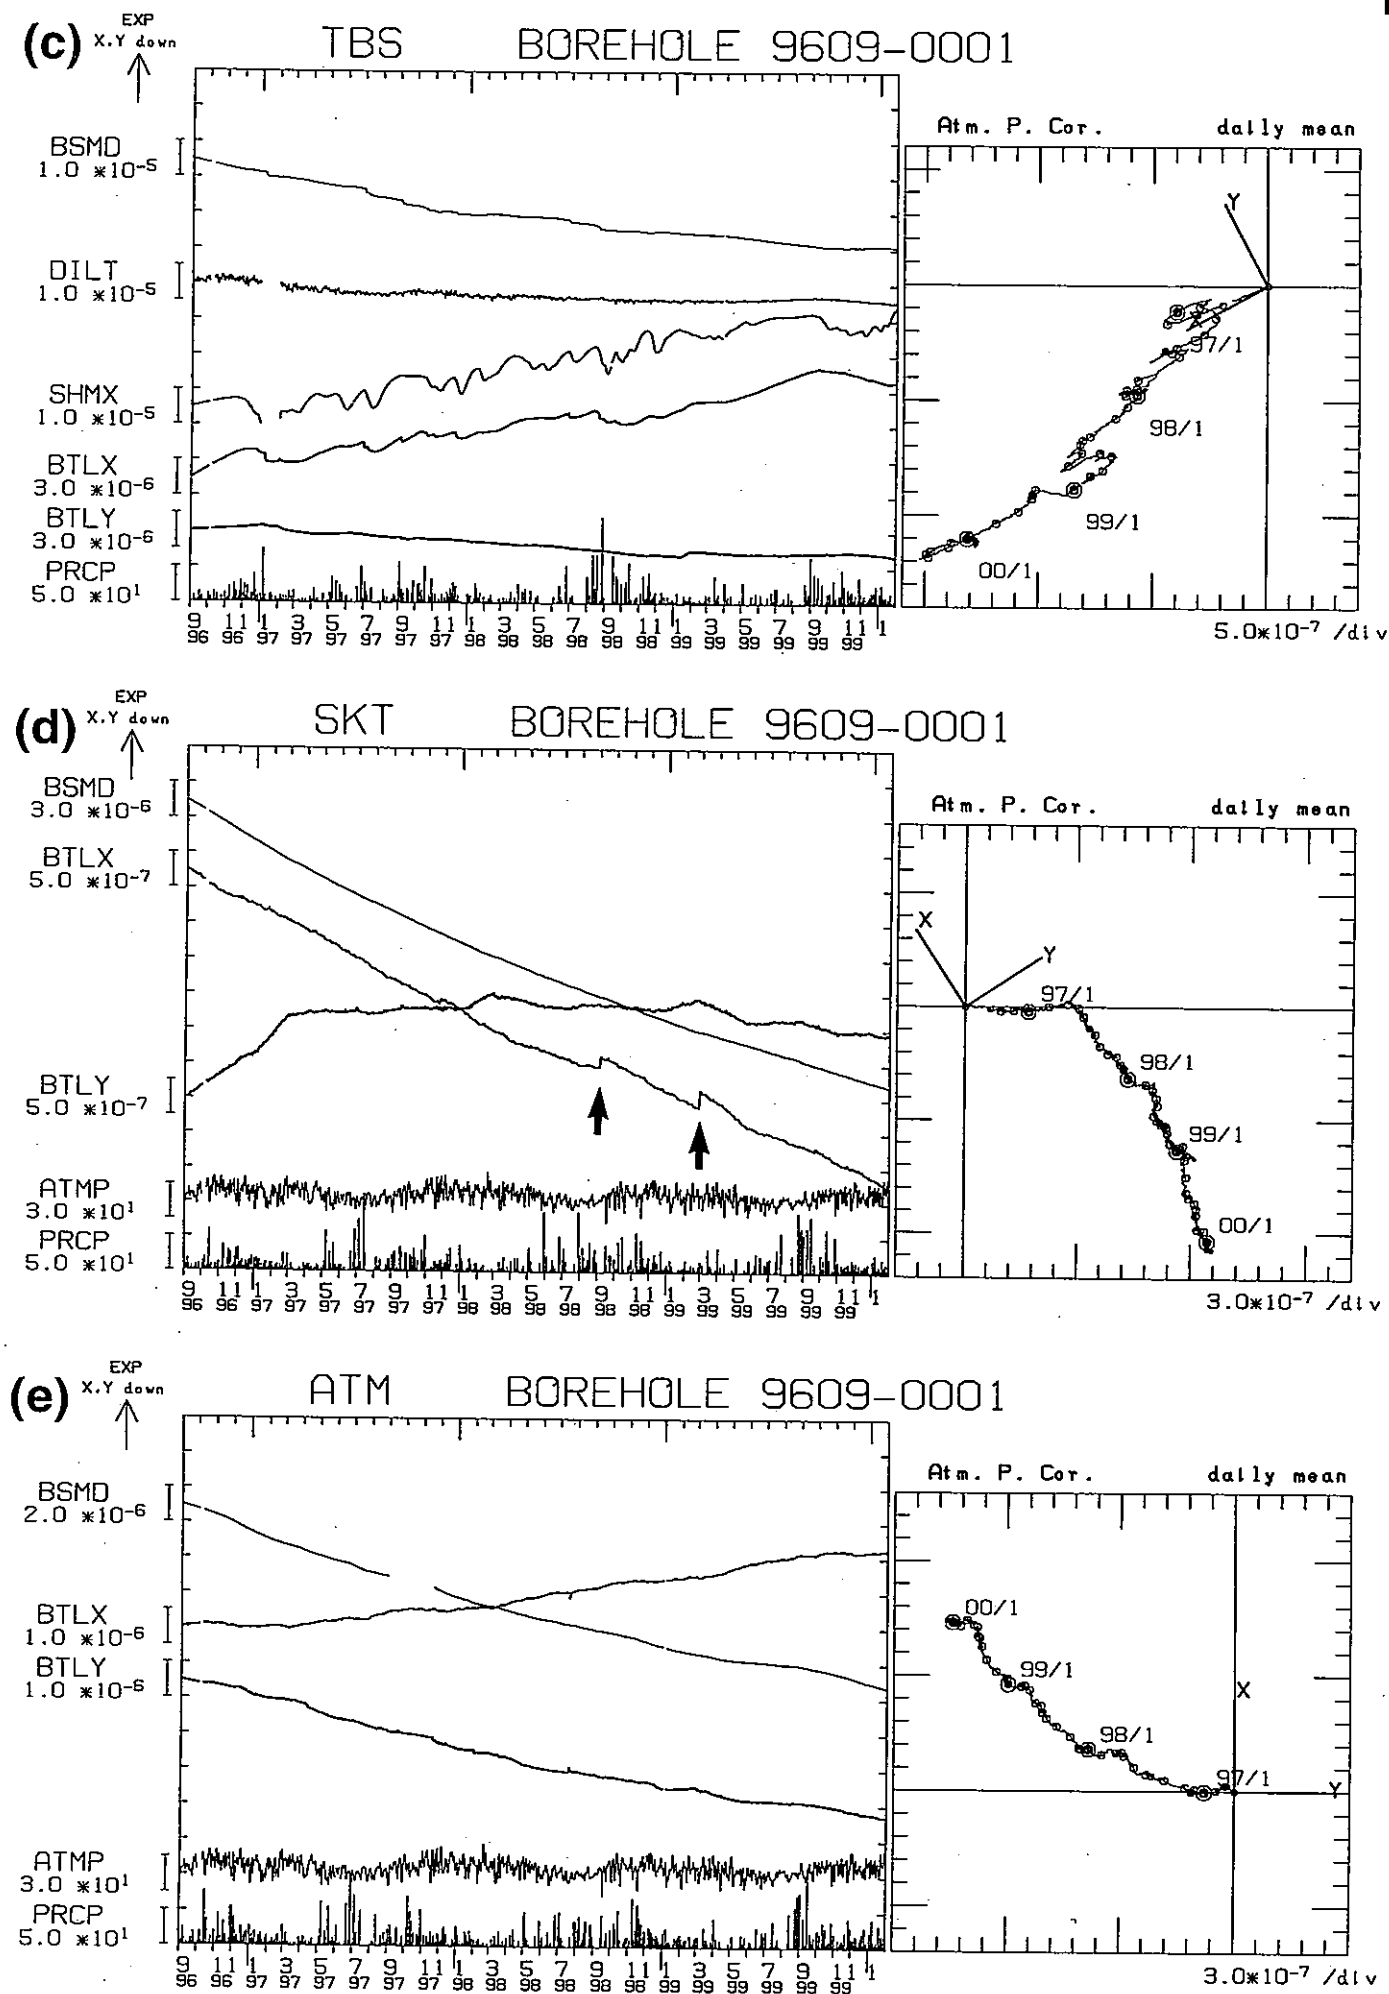 (c) EXP
X.Y down
TBS BOREHOLE 9609-0001
Atm. P. Cor. daily mean
BSMD
1.0 *10-5
DILT
1.0 *10-5
SHMX
1.0 *10-5
BTLX
3.0 *10-6
BTLY
3.0 *10-6
PRCP
5.0 *101
9 11 1 3 5 7 9 11 1 3 5 7 9 11 1 3 5 7 9 11 1
96 96 97 97 97 97 97 97 98 98 98 98 98 98 99 99 99 99 99 99
Y
X
97/1
98/1
99/1
00/1
5.0*10-7 /div
(d) EXP
X.Y down
SKT BOREHOLE 9609-0001
Atm. P. Cor. daily mean
BSMD
3.0 *10-6
BTLX
5.0 *10-7
BTLY
5.0 *10-7
ATMP
3.0 *101
PRCP
5.0 *101
9 11 1 3 5 7 9 11 1 3 5 7 9 11 1 3 5 7 9 11 1
96 96 97 97 97 97 97 97 98 98 98 98 98 98 99 99 99 99 99 99
X
Y
97/1
98/1
99/1
00/1
3.0*10-7 /div
(e) EXP
X.Y down
ATM BOREHOLE 9609-0001
Atm. P. Cor. daily mean
BSMD
2.0 *10-6
BTLX
1.0 *10-6
BTLY
1.0 *10-6
ATMP
3.0 *101
PRCP
5.0 *101
9 11 1 3 5 7 9 11 1 3 5 7 9 11 1 3 5 7 9 11 1
96 96 97 97 97 97 97 97 98 98 98 98 98 98 99 99 99 99 99 99
00/1
99/1
X
98/1
97/1
Y
3.0*10-7 /div